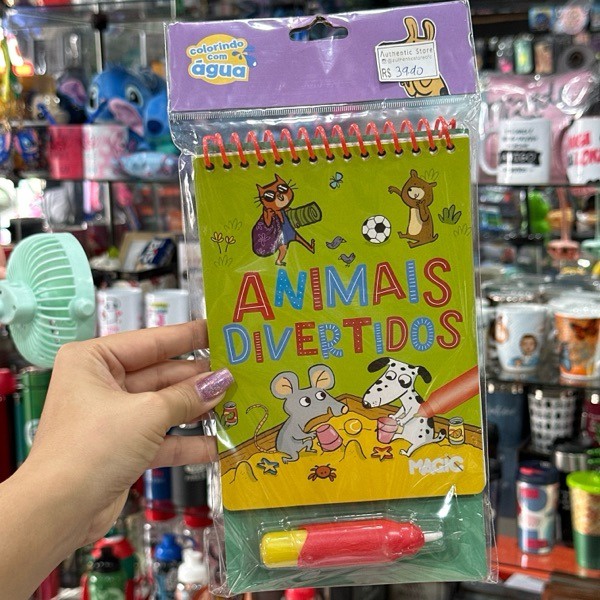 colorindo
com
água
Authentic Store
R$ 39,90
ANIMAIS
DIVERTIDOS
MAGIC